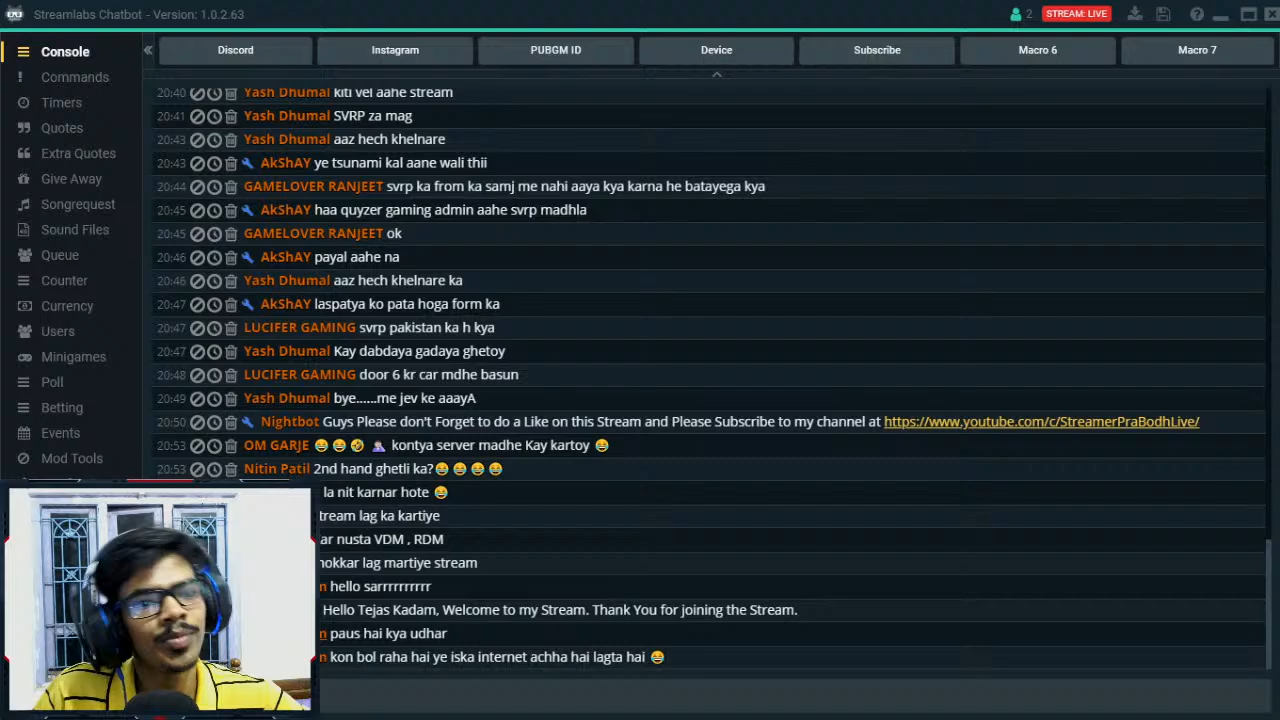 Streamlabs Chatbot - Version: 1.0.2.63
2
STREAM: LIVE
Console
Commands
Timers
Quotes
Extra Quotes
Give Away
Songrequest
Sound Files
Queue
Counter
Currency
Users
Minigames
Poll
Betting
Events
Mod Tools
Discord
Instagram
PUBGM ID
Device
Subscribe
Macro 6
Macro 7
20:40 Yash Dhumal kiti vel aahe stream
20:41 Yash Dhumal SVRP za mag
20:43 Yash Dhumal aaz hech khelnare
20:43 AkShAY ye tsunami kal aane wali thii
20:44 GAMELOVER RANJEET svrp ka from ka samj me nahi aaya kya karna he batayega kya
20:45 AkShAY haa quyzer gaming admin aahe svrp madhla
20:45 GAMELOVER RANJEET ok
20:46 AkShAY payal aahe na
20:46 Yash Dhumal aaz hech khelnare ka
20:47 AkShAY laspatya ko pata hoga form ka
20:47 LUCIFER GAMING svrp pakistan ka h kya
20:47 Yash Dhumal Kay dabdaya gadaya ghetoy
20:48 LUCIFER GAMING door 6 kr car mdhe basun
20:49 Yash Dhumal bye......me jev ke aaayA
20:50 Nightbot Guys Please don't Forget to do a Like on this Stream and Please Subscribe to my channel at https://www.youtube.com/c/StreamerPraBodhLive/
20:53 OM GARJE 😂😂🤣 🤦🏻‍♂️ kontya server madhe Kay kartoy 😂
20:53 Nitin Patil 2nd hand ghetli ka?😂😂😂😂
la nit karnar hote 😂
tream lag ka kartiye
ar nusta VDM , RDM
hokkar lag martiye stream
n hello sarrrrrrrrr
Hello Tejas Kadam, Welcome to my Stream. Thank You for joining the Stream.
n paus hai kya udhar
n kon bol raha hai ye iska internet achha hai lagta hai 😂